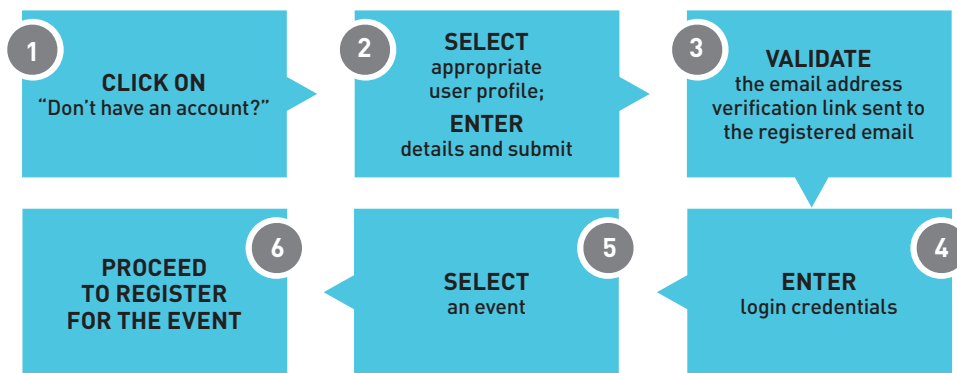 1
CLICK ON
“Don’t have an account?”
2
SELECT
appropriate
user profile;
ENTER
details and submit
3
VALIDATE
the email address
verification link sent to
the registered email
4
ENTER
login credentials
5
SELECT
an event
6
PROCEED
TO REGISTER
FOR THE EVENT